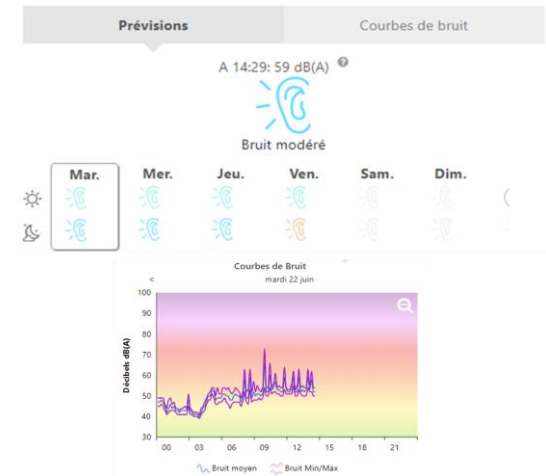 Prévisions Courbes de bruit
A 14:29: 59 dB(A) ?
Bruit modéré
Mar. Mer. Jeu. Ven. Sam. Dim.
Courbes de Bruit
< mardi 22 juin
100
90
80
70
60
50
40
30
Décibels dB(A)
00 03 06 09 12 15 18 21
Bruit moyen Bruit Min/Max